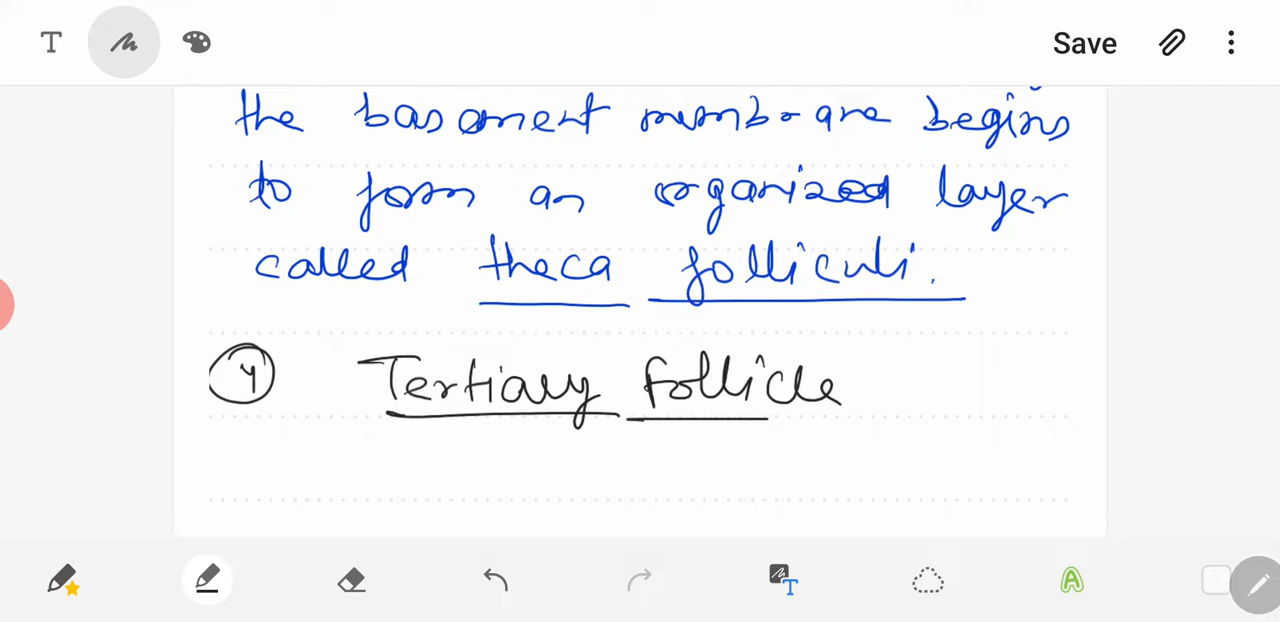 T Save
the basement membrane begins
to form an organized layer
called theca folliculi.
4 Tertiary follicle
T A